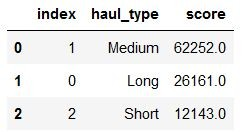 index haul_type score
0 1 Medium 62252.0
1 0 Long 26161.0
2 2 Short 12143.0